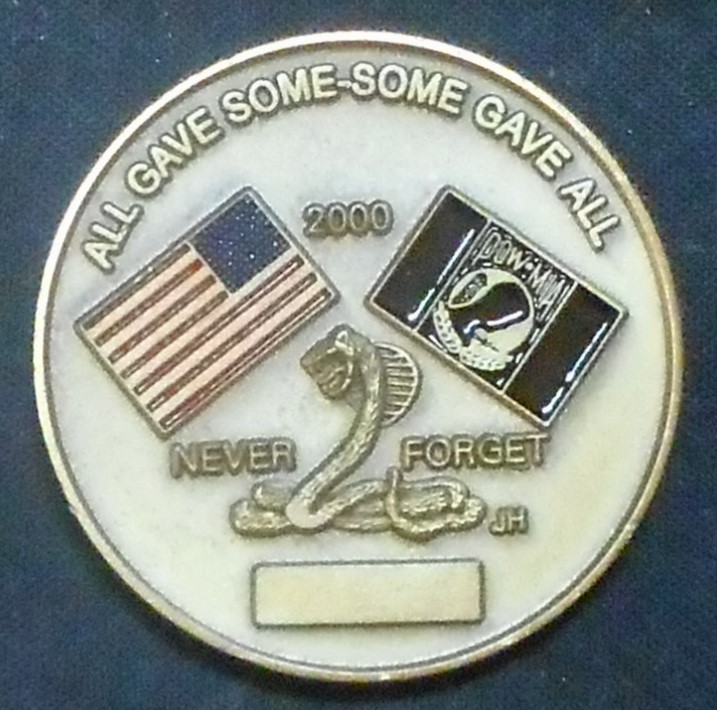 ALL GAVE SOME-SOME GAVE ALL
2000
POW*MIA
NEVER FORGET
JH